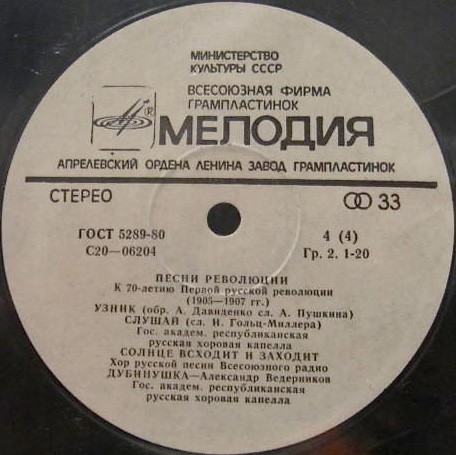 МИНИСТЕРСТВО
КУЛЬТУРЫ СССР
ВСЕСОЮЗНАЯ ФИРМА
ГРАМПЛАСТИНОК
® МЕЛОДИЯ
АПРЕЛЕВСКИЙ ОРДЕНА ЛЕНИНА ЗАВОД ГРАМПЛАСТИНОК
СТЕРЕО 33
ГОСТ 5289-80 4 (4)
С20—06204 Гр. 2. 1-20
ПЕСНИ РЕВОЛЮЦИИ
К 70-летию Первой русской революции
(1905—1907 гг.)
УЗНИК (обр. А. Давиденко сл. А. Пушкина)
СЛУШАЙ (сл. И. Гольц-Миллера)
Гос. академ. республиканская
русская хоровая капелла
СОЛНЦЕ ВСХОДИТ И ЗАХОДИТ
Хор русской песни Всесоюзного радио
ДУБИНУШКА—Александр Ведерников
Гос. академ. республиканская
русская хоровая капелла